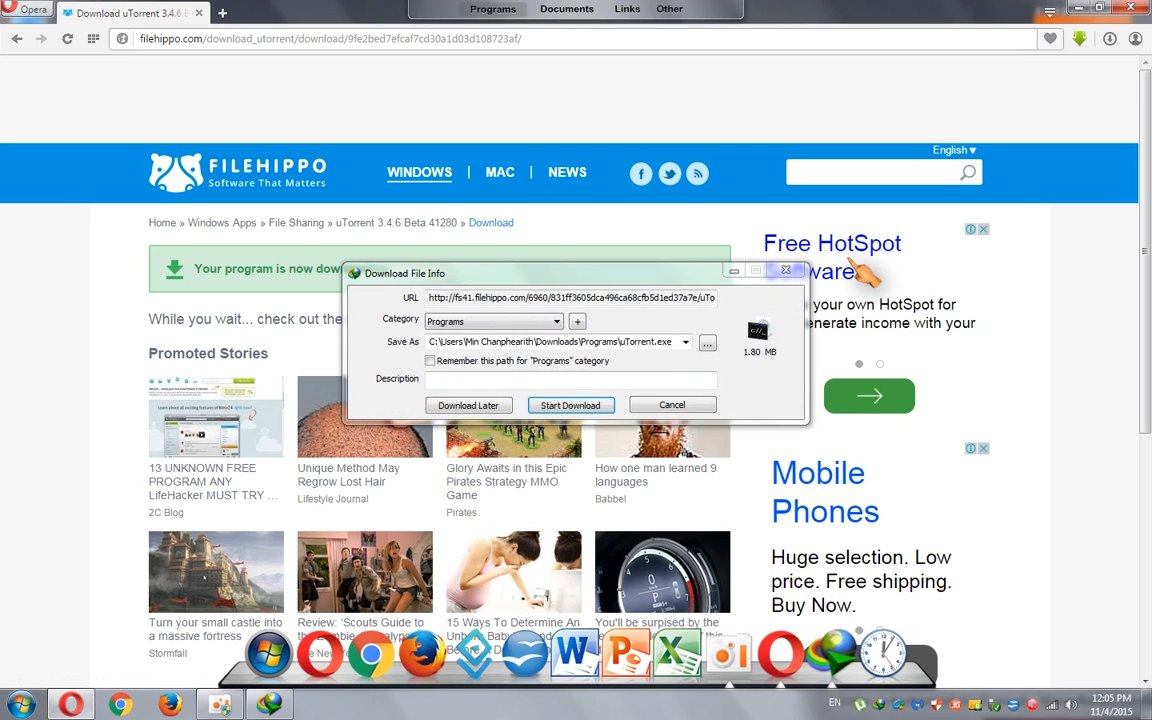 Opera
Download uTorrent 3.4.6
Programs
Documents
Links
Other
filehippo.com/download_utorrent/download/9fe2bed7efcaf7cd30a1d03d108723af/
English
FILEHIPPO
Software That Matters
WINDOWS
MAC
NEWS
Home » Windows Apps » File Sharing » uTorrent 3.4.6 Beta 41280 » Download
Your program is now dow
While you wait... check out the
Promoted Stories
Download File Info
URL
http://fs41.filehippo.com/6960/831ff3605dca496ca68cfb5d1ed37a7e/uTo
Category
Programs
Save As
C:\Users\Min Chanphearith\Downloads\Programs\uTorrent.exe
...
1.80 MB
Remember this path for "Programs" category
Description
Download Later
Start Download
Cancel
Free HotSpot
ware
your own HotSpot for
enerate income with your
13 UNKNOWN FREE
PROGRAM ANY
LifeHacker MUST TRY ...
2C Blog
Unique Method May
Regrow Lost Hair
Lifestyle Journal
Glory Awaits in this Epic
Pirates Strategy MMO
Game
Pirates
How one man learned 9
languages
Babbel
Mobile
Phones
Huge selection. Low
price. Free shipping.
Buy Now.
Turn your small castle into
a massive fortress
Stormfall
Review: 'Scouts Guide to
15 Ways To Determine An
You'll be surprised by the
EN
12:05 PM
11/4/2015